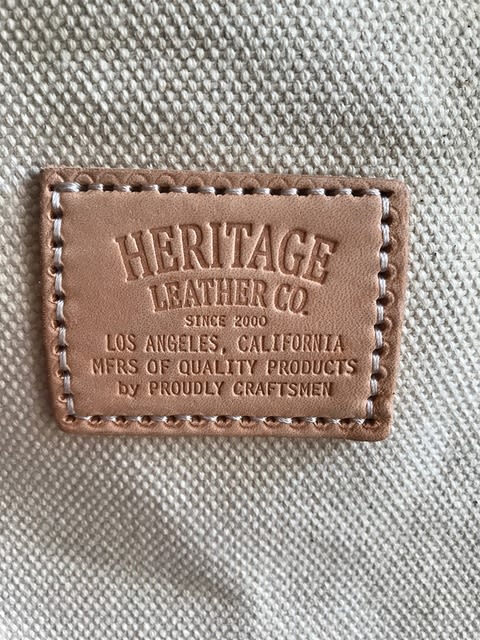 HERITAGE
LEATHER CO.
SINCE 2000
LOS ANGELES, CALIFORNIA
MFRS OF QUALITY PRODUCTS
by PROUDLY CRAFTSMEN